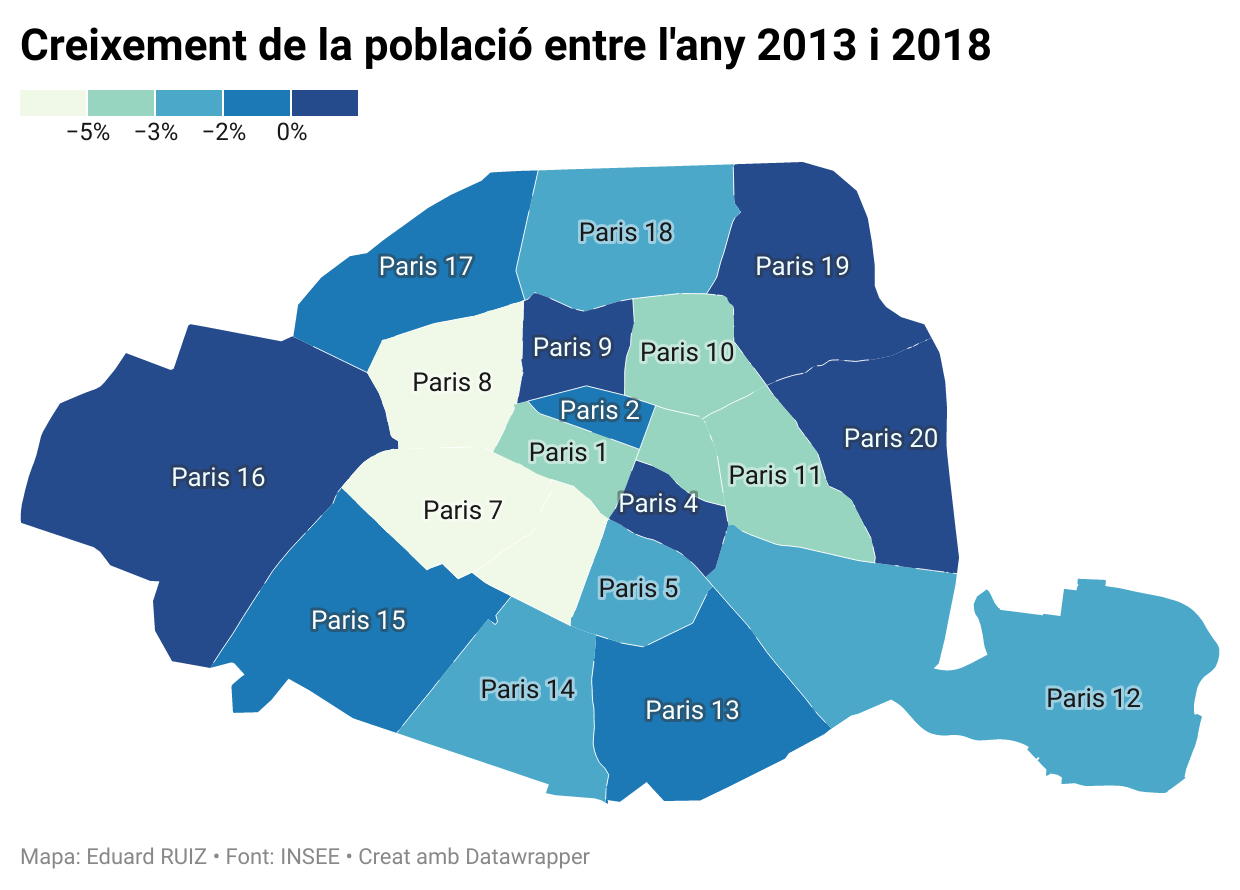 Creixement de la població entre l'any 2013 i 2018
−5% −3% −2% 0%
Paris 18
Paris 17
Paris 19
Paris 9
Paris 10
Paris 8
Paris 2
Paris 20
Paris 1
Paris 11
Paris 16
Paris 4
Paris 7
Paris 5
Paris 15
Paris 14
Paris 12
Paris 13
Mapa: Eduard RUIZ • Font: INSEE • Creat amb Datawrapper